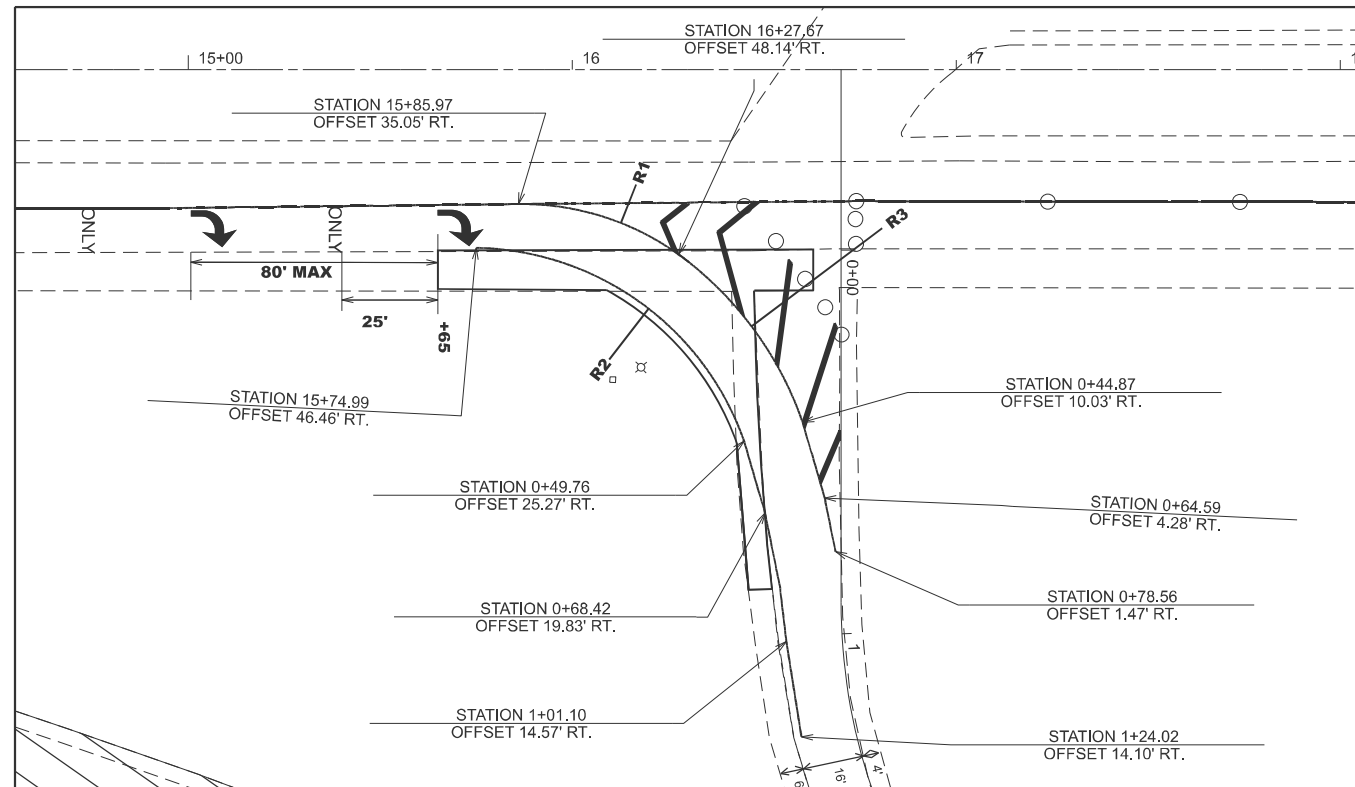 STATION 16+27.67
OFFSET 48.14' RT.
15+00
16
17
1
STATION 15+85.97
OFFSET 35.05' RT.
R1
ONLY
ONLY
R3
80' MAX
0+00
25'
+65
R2
STATION 15+74.99
OFFSET 46.46' RT.
STATION 0+44.87
OFFSET 10.03' RT.
STATION 0+49.76
OFFSET 25.27' RT.
STATION 0+64.59
OFFSET 4.28' RT.
STATION 0+68.42
OFFSET 19.83' RT.
STATION 0+78.56
OFFSET 1.47' RT.
1
STATION 1+01.10
OFFSET 14.57' RT.
STATION 1+24.02
OFFSET 14.10' RT.
6
16'
4'